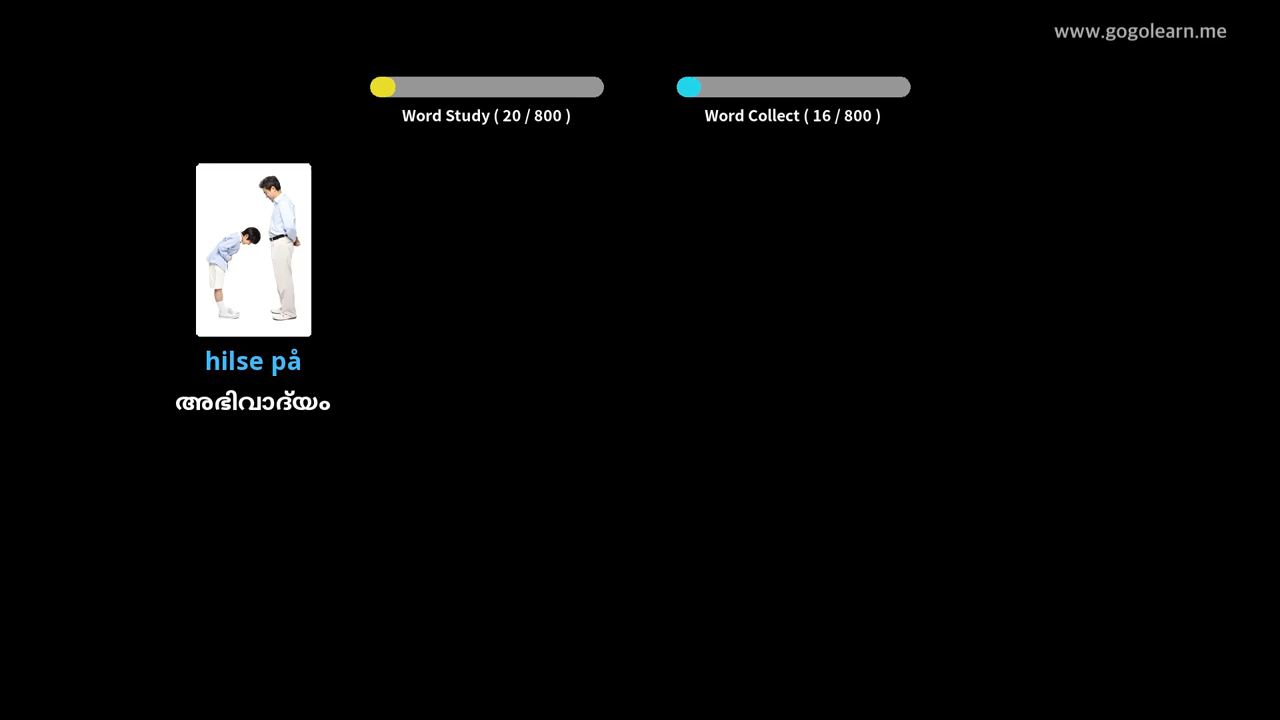 www.gogolearn.me
Word Study ( 20 / 800 )
Word Collect ( 16 / 800 )
hilse på
അഭിവാദ്യം